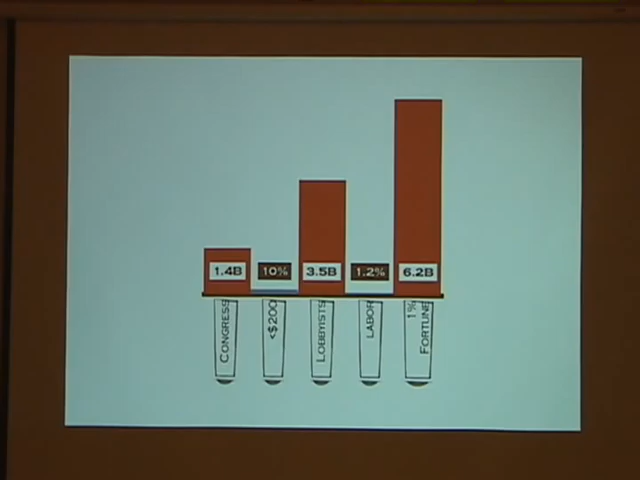 1.4B
10%
3.5B
1.2%
6.2B
CONGRESS
<$200
LOBBYISTS
LABOR
1%
FORTUNE